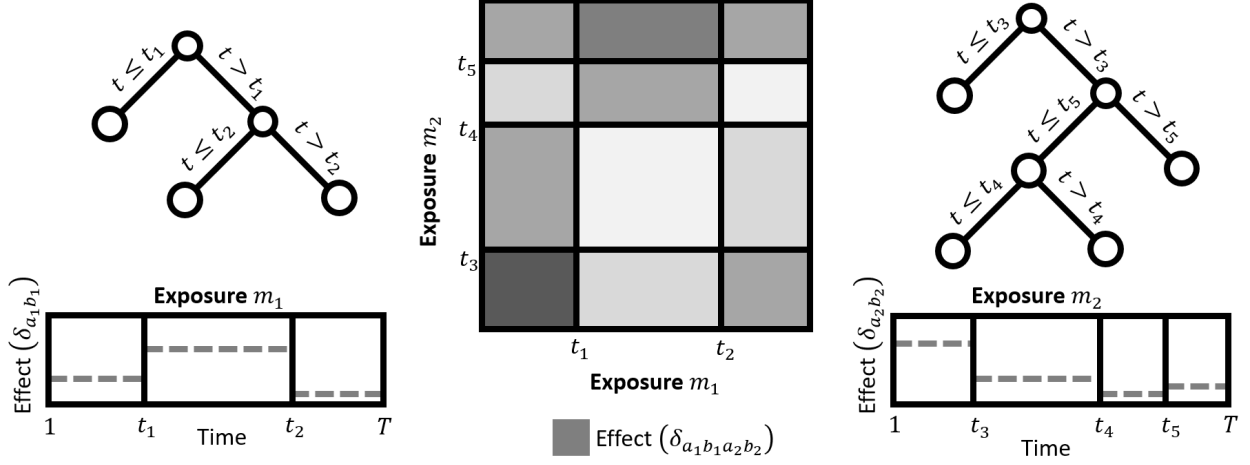 t ≤ t₁
t > t₁
t ≤ t₂
t > t₂
Exposure m₁
Effect (δₐ₁b₁)
1
t₁
t₂
T
Time
t₅
t₄
t₃
Exposure m₂
t₁
t₂
Exposure m₁
Effect (δₐ₁b₁ₐ₂b₂)
t ≤ t₃
t > t₃
t ≤ t₅
t > t₅
t ≤ t₄
t > t₄
Exposure m₂
Effect (δₐ₂b₂)
1
t₃
t₄
t₅
T
Time